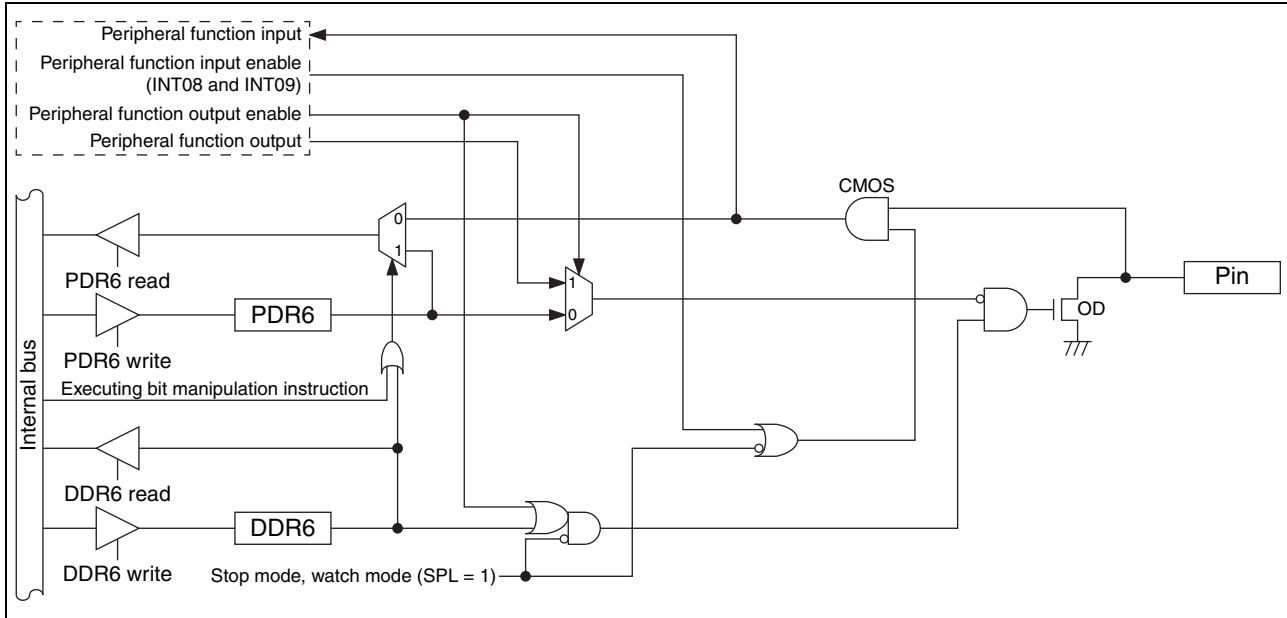 Peripheral function input
Peripheral function input enable
(INT08 and INT09)
Peripheral function output enable
Peripheral function output
CMOS
0
1
PDR6 read
1
0
Pin
OD
PDR6
PDR6 write
Executing bit manipulation instruction
Internal bus
DDR6 read
DDR6
DDR6 write
Stop mode, watch mode (SPL = 1)